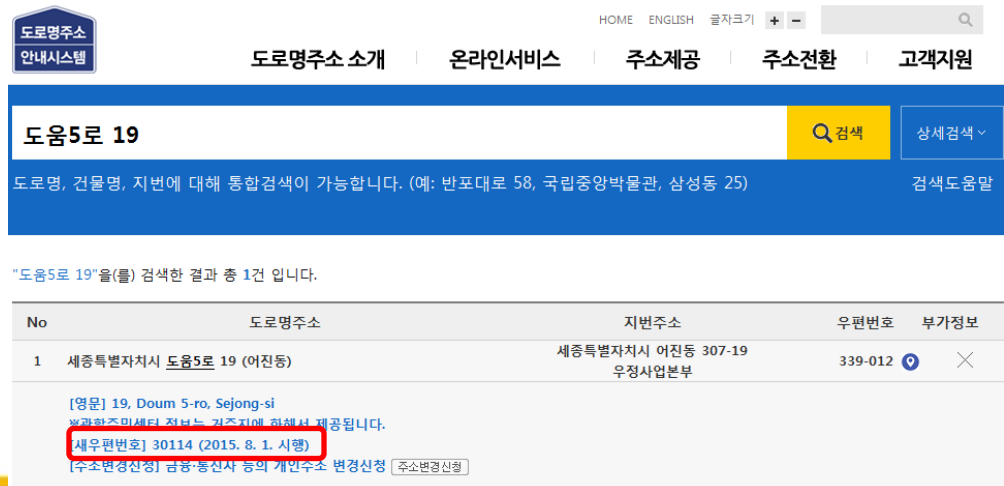 도로명주소
안내시스템
HOME ENGLISH 글자크기 + −
도로명주소 소개 온라인서비스 주소제공 주소전환 고객지원
도움5로 19 검색 상세검색
도로명, 건물명, 지번에 대해 통합검색이 가능합니다. (예: 반포대로 58, 국립중앙박물관, 삼성동 25) 검색도움말
"도움5로 19"을(를) 검색한 결과 총 1건 입니다.
No 도로명주소 지번주소 우편번호 부가정보
1 세종특별자치시 도움5로 19 (어진동) 세종특별자치시 어진동 307-19 339-012
우정사업본부
[영문] 19, Doum 5-ro, Sejong-si
※관할주민센터 정보는 거주지에 한해서 제공됩니다.
[새우편번호] 30114 (2015. 8. 1. 시행)
[주소변경신청] 금융·통신사 등의 개인주소 변경신청 주소변경신청